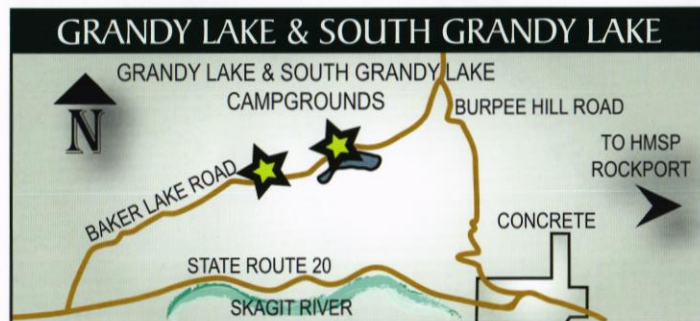 GRANDY LAKE & SOUTH GRANDY LAKE
GRANDY LAKE & SOUTH GRANDY LAKE
CAMPGROUNDS
N
BURPEE HILL ROAD
TO HMSP
ROCKPORT
BAKER LAKE ROAD
CONCRETE
STATE ROUTE 20
SKAGIT RIVER